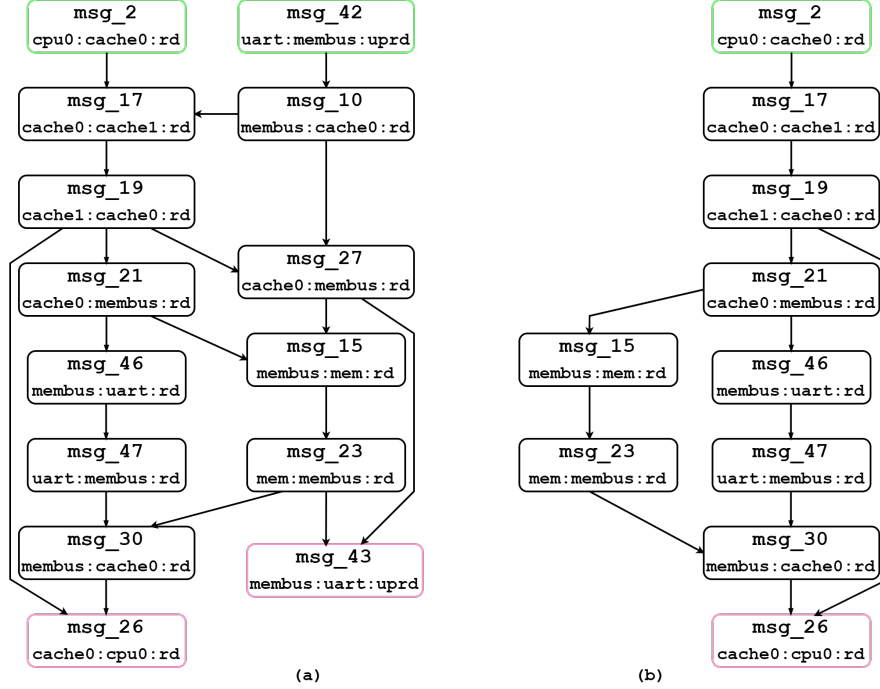 msg_2
cpu0:cache0:rd
msg_42
uart:membus:uprd
msg_17
cache0:cache1:rd
msg_10
membus:cache0:rd
msg_19
cache1:cache0:rd
msg_27
cache0:membus:rd
msg_21
cache0:membus:rd
msg_15
membus:mem:rd
msg_46
membus:uart:rd
msg_47
uart:membus:rd
msg_23
mem:membus:rd
msg_30
membus:cache0:rd
msg_43
membus:uart:uprd
msg_26
cache0:cpu0:rd
(a)
msg_2
cpu0:cache0:rd
msg_17
cache0:cache1:rd
msg_19
cache1:cache0:rd
msg_21
cache0:membus:rd
msg_15
membus:mem:rd
msg_46
membus:uart:rd
msg_23
mem:membus:rd
msg_47
uart:membus:rd
msg_30
membus:cache0:rd
msg_26
cache0:cpu0:rd
(b)